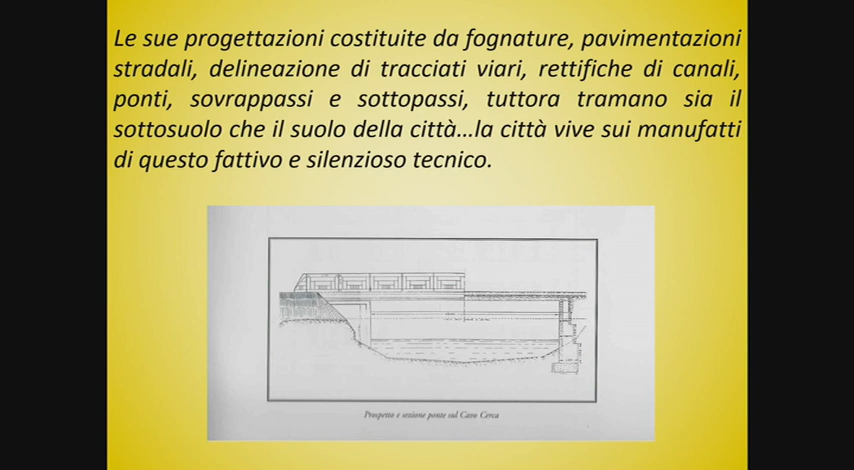 Le sue progettazioni costituite da fognature, pavimentazioni
stradali, delineazione di tracciati viari, rettifiche di canali,
ponti, sovrappassi e sottopassi, tuttora tramano sia il
sottosuolo che il suolo della città...la città vive sui manufatti
di questo fattivo e silenzioso tecnico.
Prospetto e sezione ponte sul Cavo Cerca